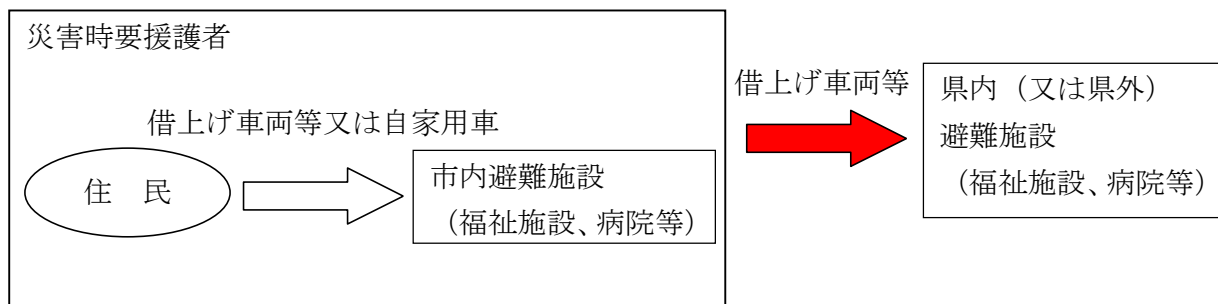 災害時要援護者
借上げ車両等又は自家用車
住　民
市内避難施設
（福祉施設、病院等）
借上げ車両等
県内（又は県外）
避難施設
（福祉施設、病院等）